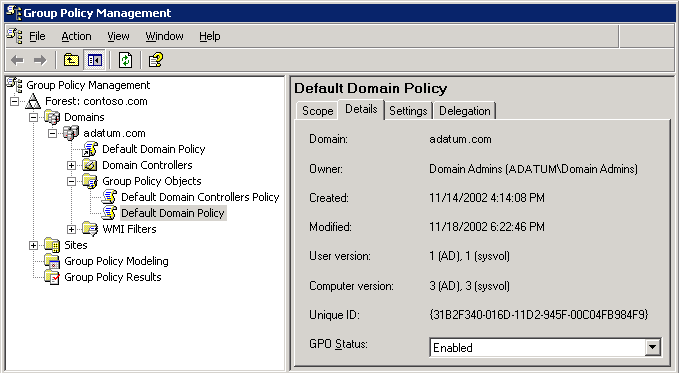 Group Policy Management
File Action View Window Help
Group Policy Management
Forest: contoso.com
Domains
adatum.com
Default Domain Policy
Domain Controllers
Group Policy Objects
Default Domain Controllers Policy
Default Domain Policy
WMI Filters
Sites
Group Policy Modeling
Group Policy Results
Default Domain Policy
Scope Details Settings Delegation
Domain: adatum.com
Owner: Domain Admins (ADATUM\Domain Admins)
Created: 11/14/2002 4:14:08 PM
Modified: 11/18/2002 6:22:46 PM
User version: 1 (AD), 1 (sysvol)
Computer version: 3 (AD), 3 (sysvol)
Unique ID: {31B2F340-016D-11D2-945F-00C04FB984F9}
GPO Status: Enabled